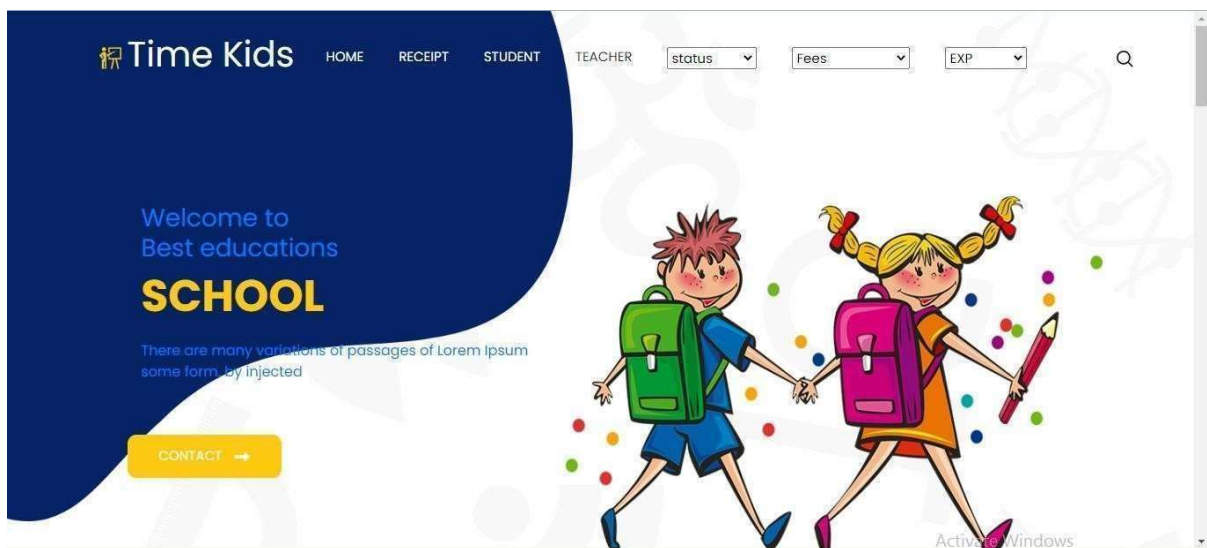 Time Kids
HOME
RECEIPT
STUDENT
TEACHER
status
Fees
EXP
Welcome to
Best educations
SCHOOL
There are many variations of passages of Lorem Ipsum
some form, by injected
CONTACT
Activate Windows